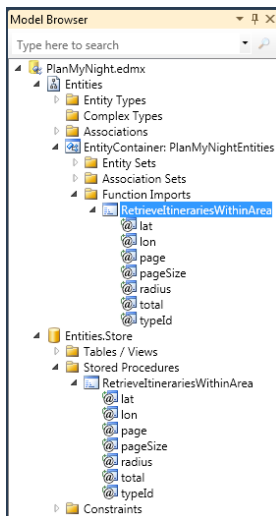 Model Browser
Type here to search
PlanMyNight.edmx
Entities
Entity Types
Complex Types
Associations
EntityContainer: PlanMyNightEntities
Entity Sets
Association Sets
Function Imports
RetrieveItinerariesWithinArea
lat
lon
page
pageSize
radius
total
typeId
Entities.Store
Tables / Views
Stored Procedures
RetrieveItinerariesWithinArea
lat
lon
page
pageSize
radius
total
typeId
Constraints